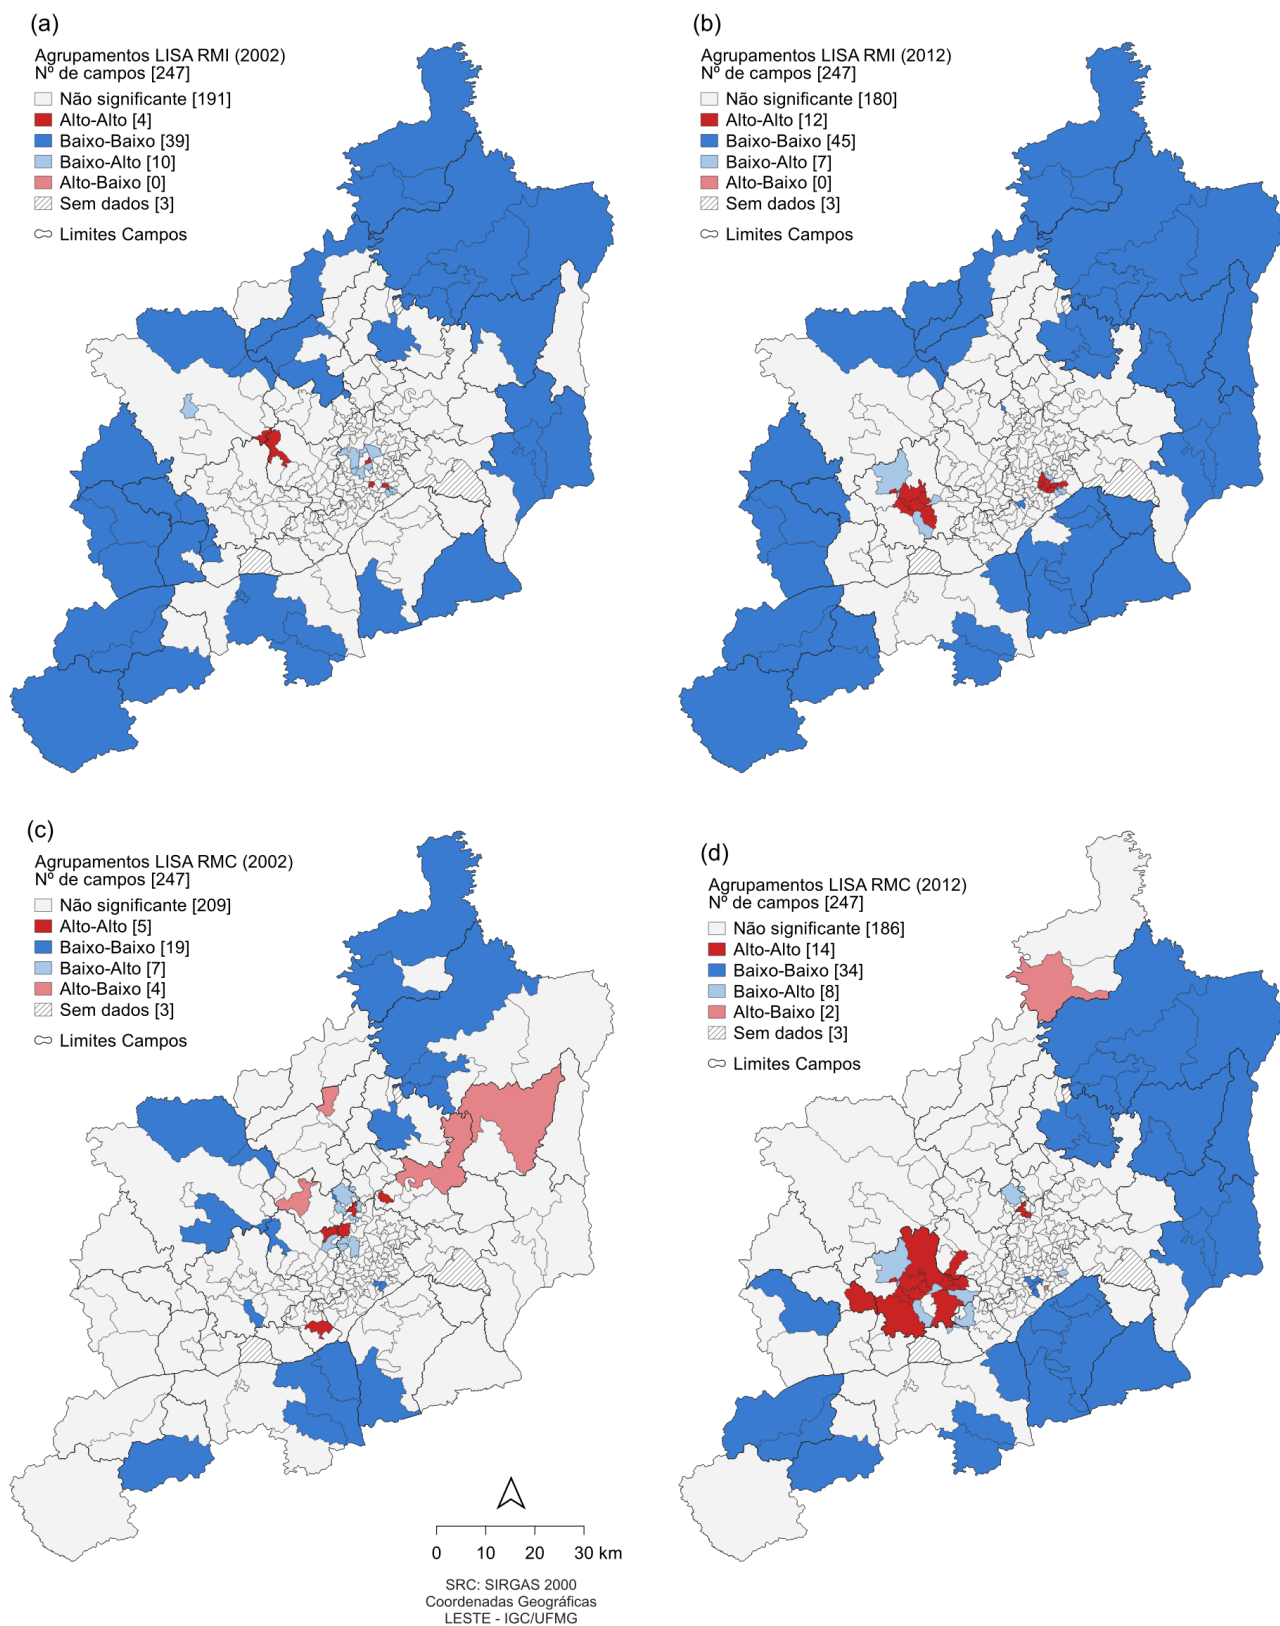 (a)
Agrupamentos LISA RMI (2002)
Nº de campos [247]
Não significante [191]
Alto-Alto [4]
Baixo-Baixo [39]
Baixo-Alto [10]
Alto-Baixo [0]
Sem dados [3]
Limites Campos
(b)
Agrupamentos LISA RMI (2012)
Nº de campos [247]
Não significante [180]
Alto-Alto [12]
Baixo-Baixo [45]
Baixo-Alto [7]
Alto-Baixo [0]
Sem dados [3]
Limites Campos
(c)
Agrupamentos LISA RMC (2002)
Nº de campos [247]
Não significante [209]
Alto-Alto [5]
Baixo-Baixo [19]
Baixo-Alto [7]
Alto-Baixo [4]
Sem dados [3]
Limites Campos
(d)
Agrupamentos LISA RMC (2012)
Nº de campos [247]
Não significante [186]
Alto-Alto [14]
Baixo-Baixo [34]
Baixo-Alto [8]
Alto-Baixo [2]
Sem dados [3]
Limites Campos
0 10 20 30 km
SRC: SIRGAS 2000
Coordenadas Geográficas
LESTE - IGC/UFMG